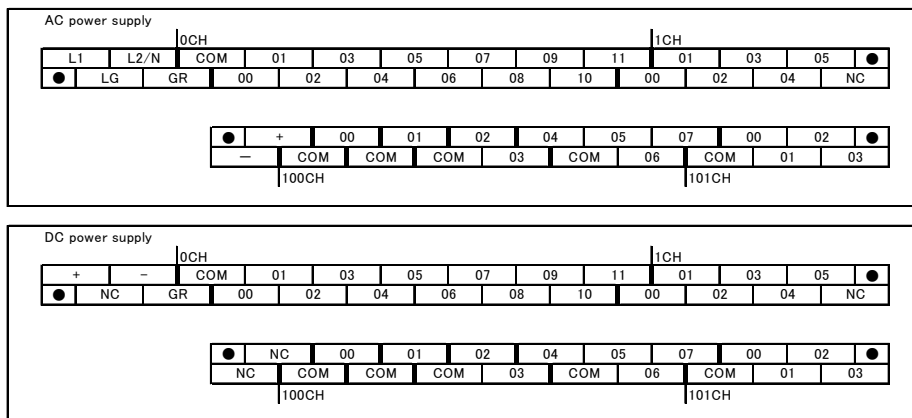 AC power supply
0CH 1CH
L1 L2/N COM 01 03 05 07 09 11 01 03 05 ●
● LG GR 00 02 04 06 08 10 00 02 04 NC
● + 00 01 02 04 05 07 00 02 ●
− COM COM COM 03 COM 06 COM 01 03
100CH 101CH
DC power supply
0CH 1CH
+ - COM 01 03 05 07 09 11 01 03 05 ●
● NC GR 00 02 04 06 08 10 00 02 04 NC
● NC 00 01 02 04 05 07 00 02 ●
NC COM COM COM 03 COM 06 COM 01 03
100CH 101CH